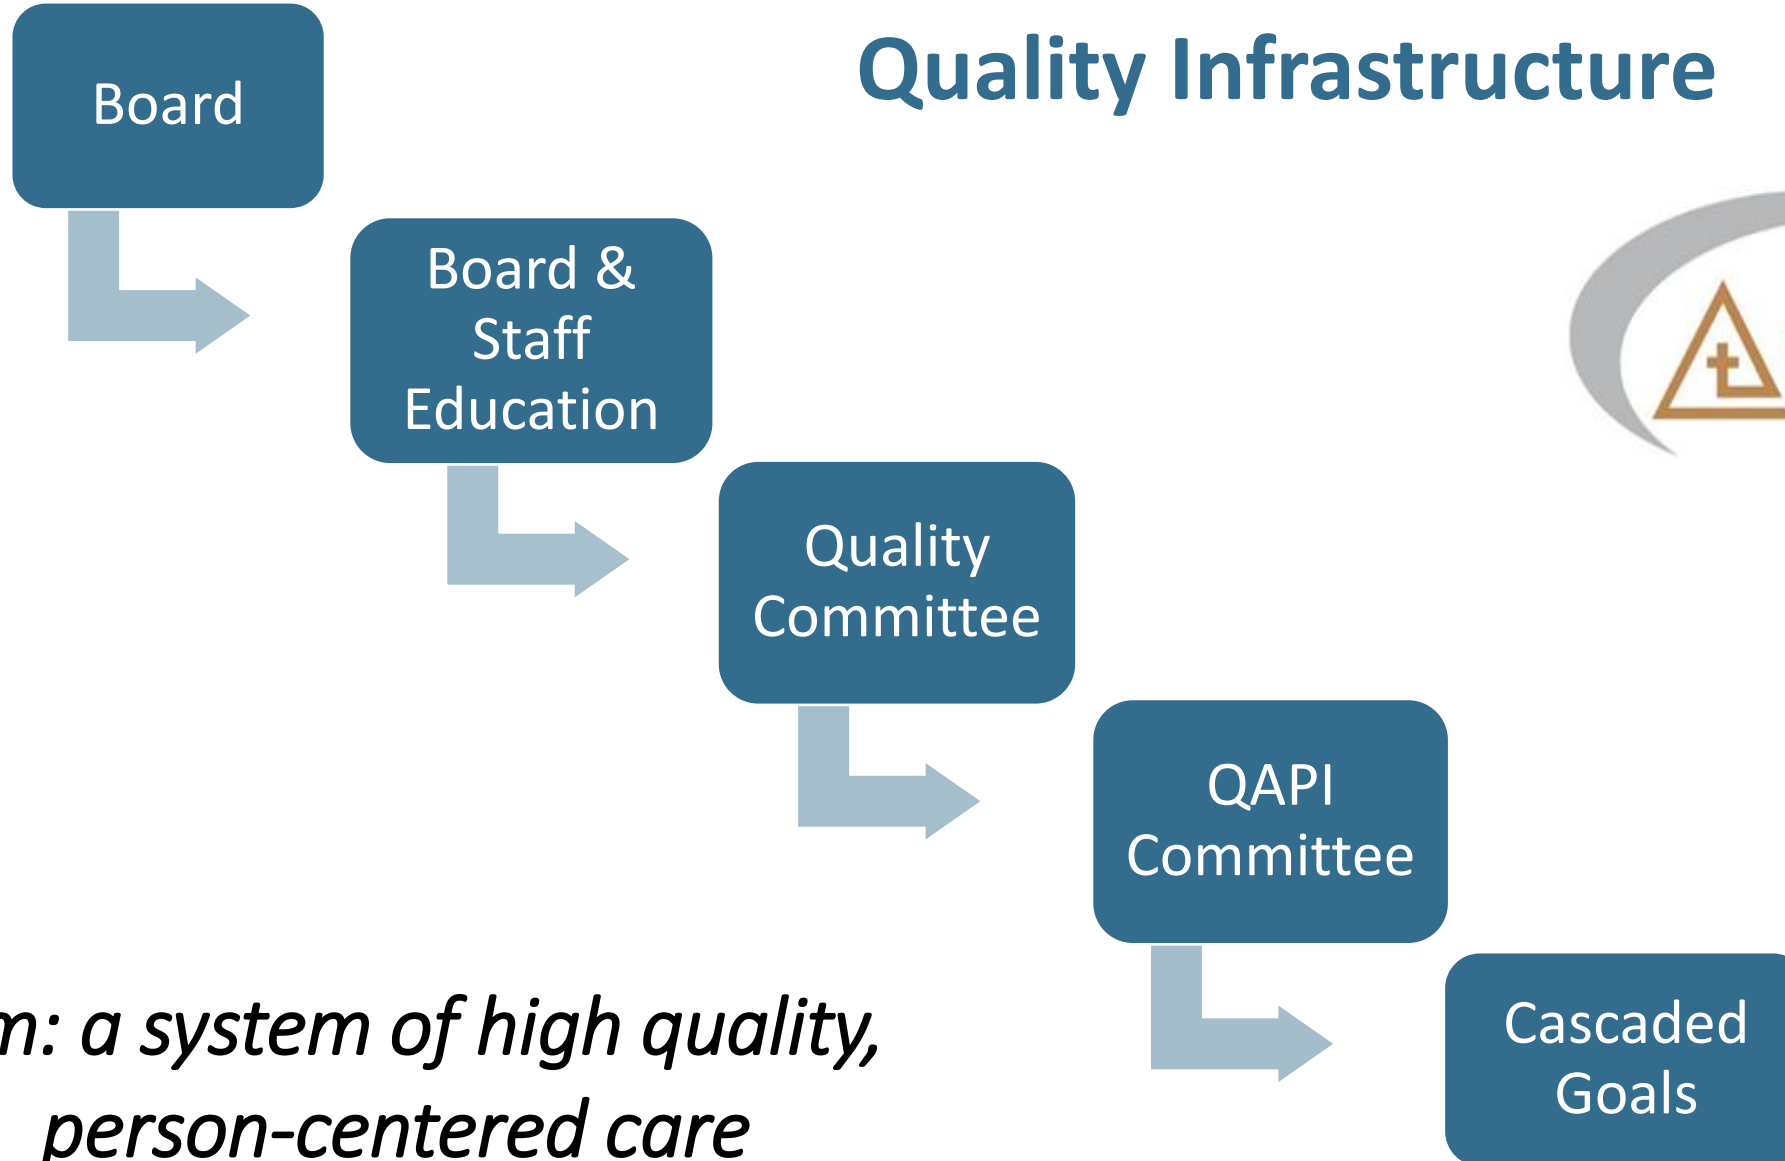 Quality Infrastructure
Board
Board &
Staff
Education
Quality
Committee
QAPI
Committee
Cascaded
Goals
: a system of high quality,
person-centered care